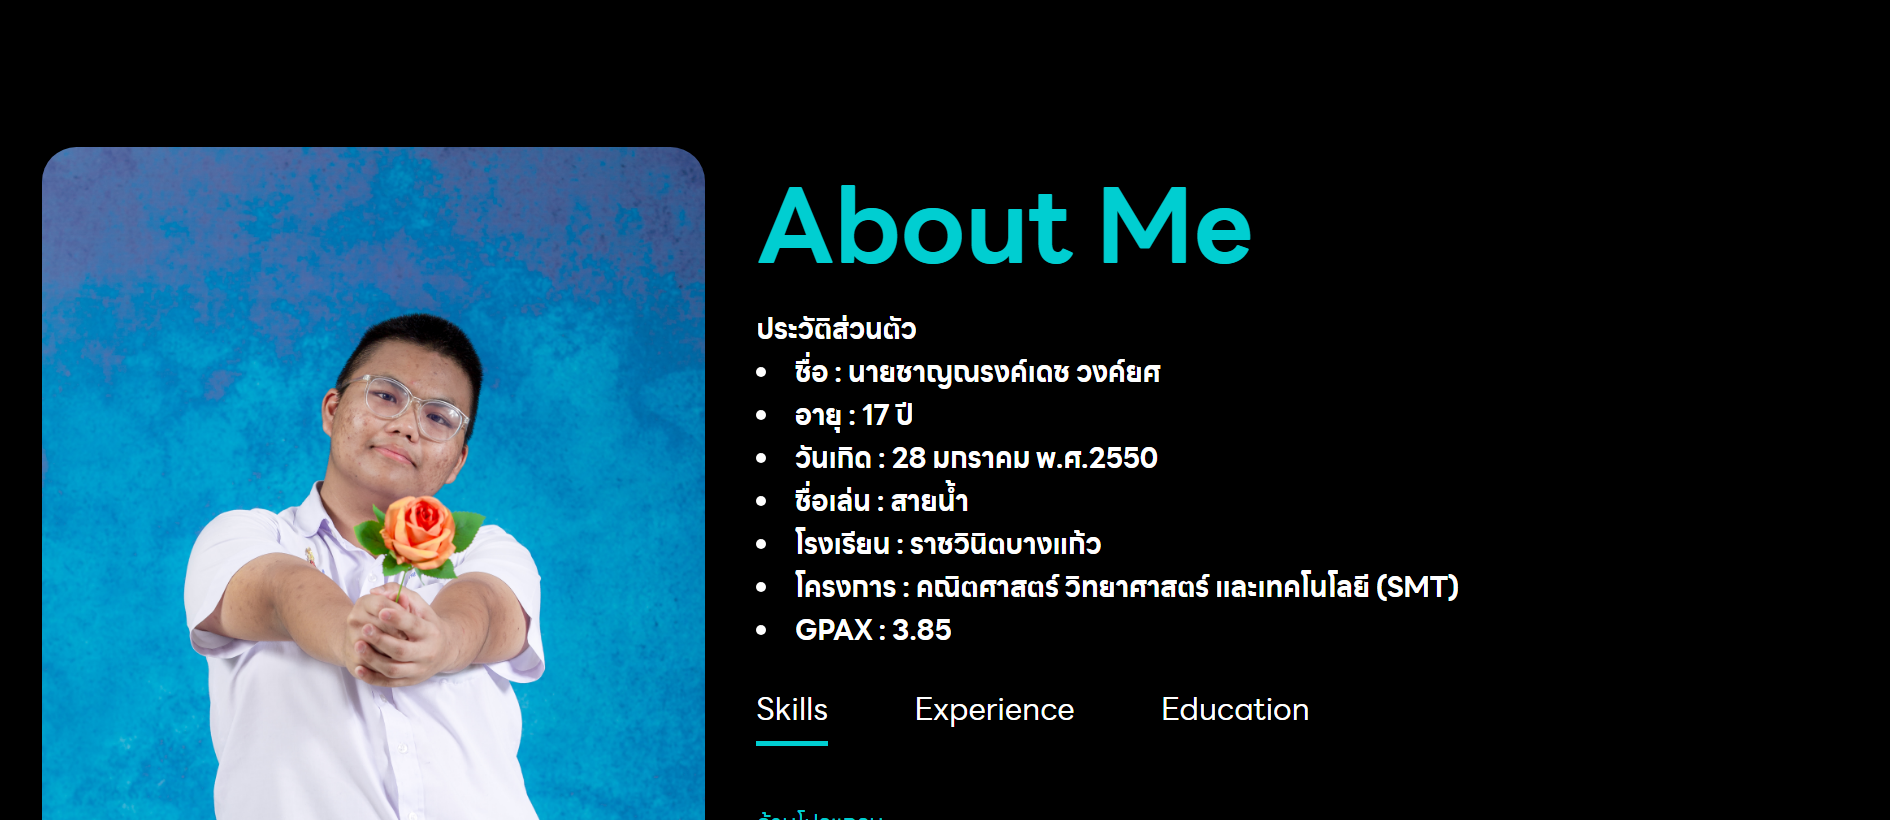 About Me
ประวัติส่วนตัว
• ชื่อ : นายชาญณรงค์เดช วงค์ยศ
• อายุ : 17 ปี
• วันเกิด : 28 มกราคม พ.ศ.2550
• ชื่อเล่น : สายน้ำ
• โรงเรียน : ราชวินิตบางแก้ว
• โครงการ : คณิตศาสตร์ วิทยาศาสตร์ และเทคโนโลยี (SMT)
• GPAX : 3.85
Skills Experience Education